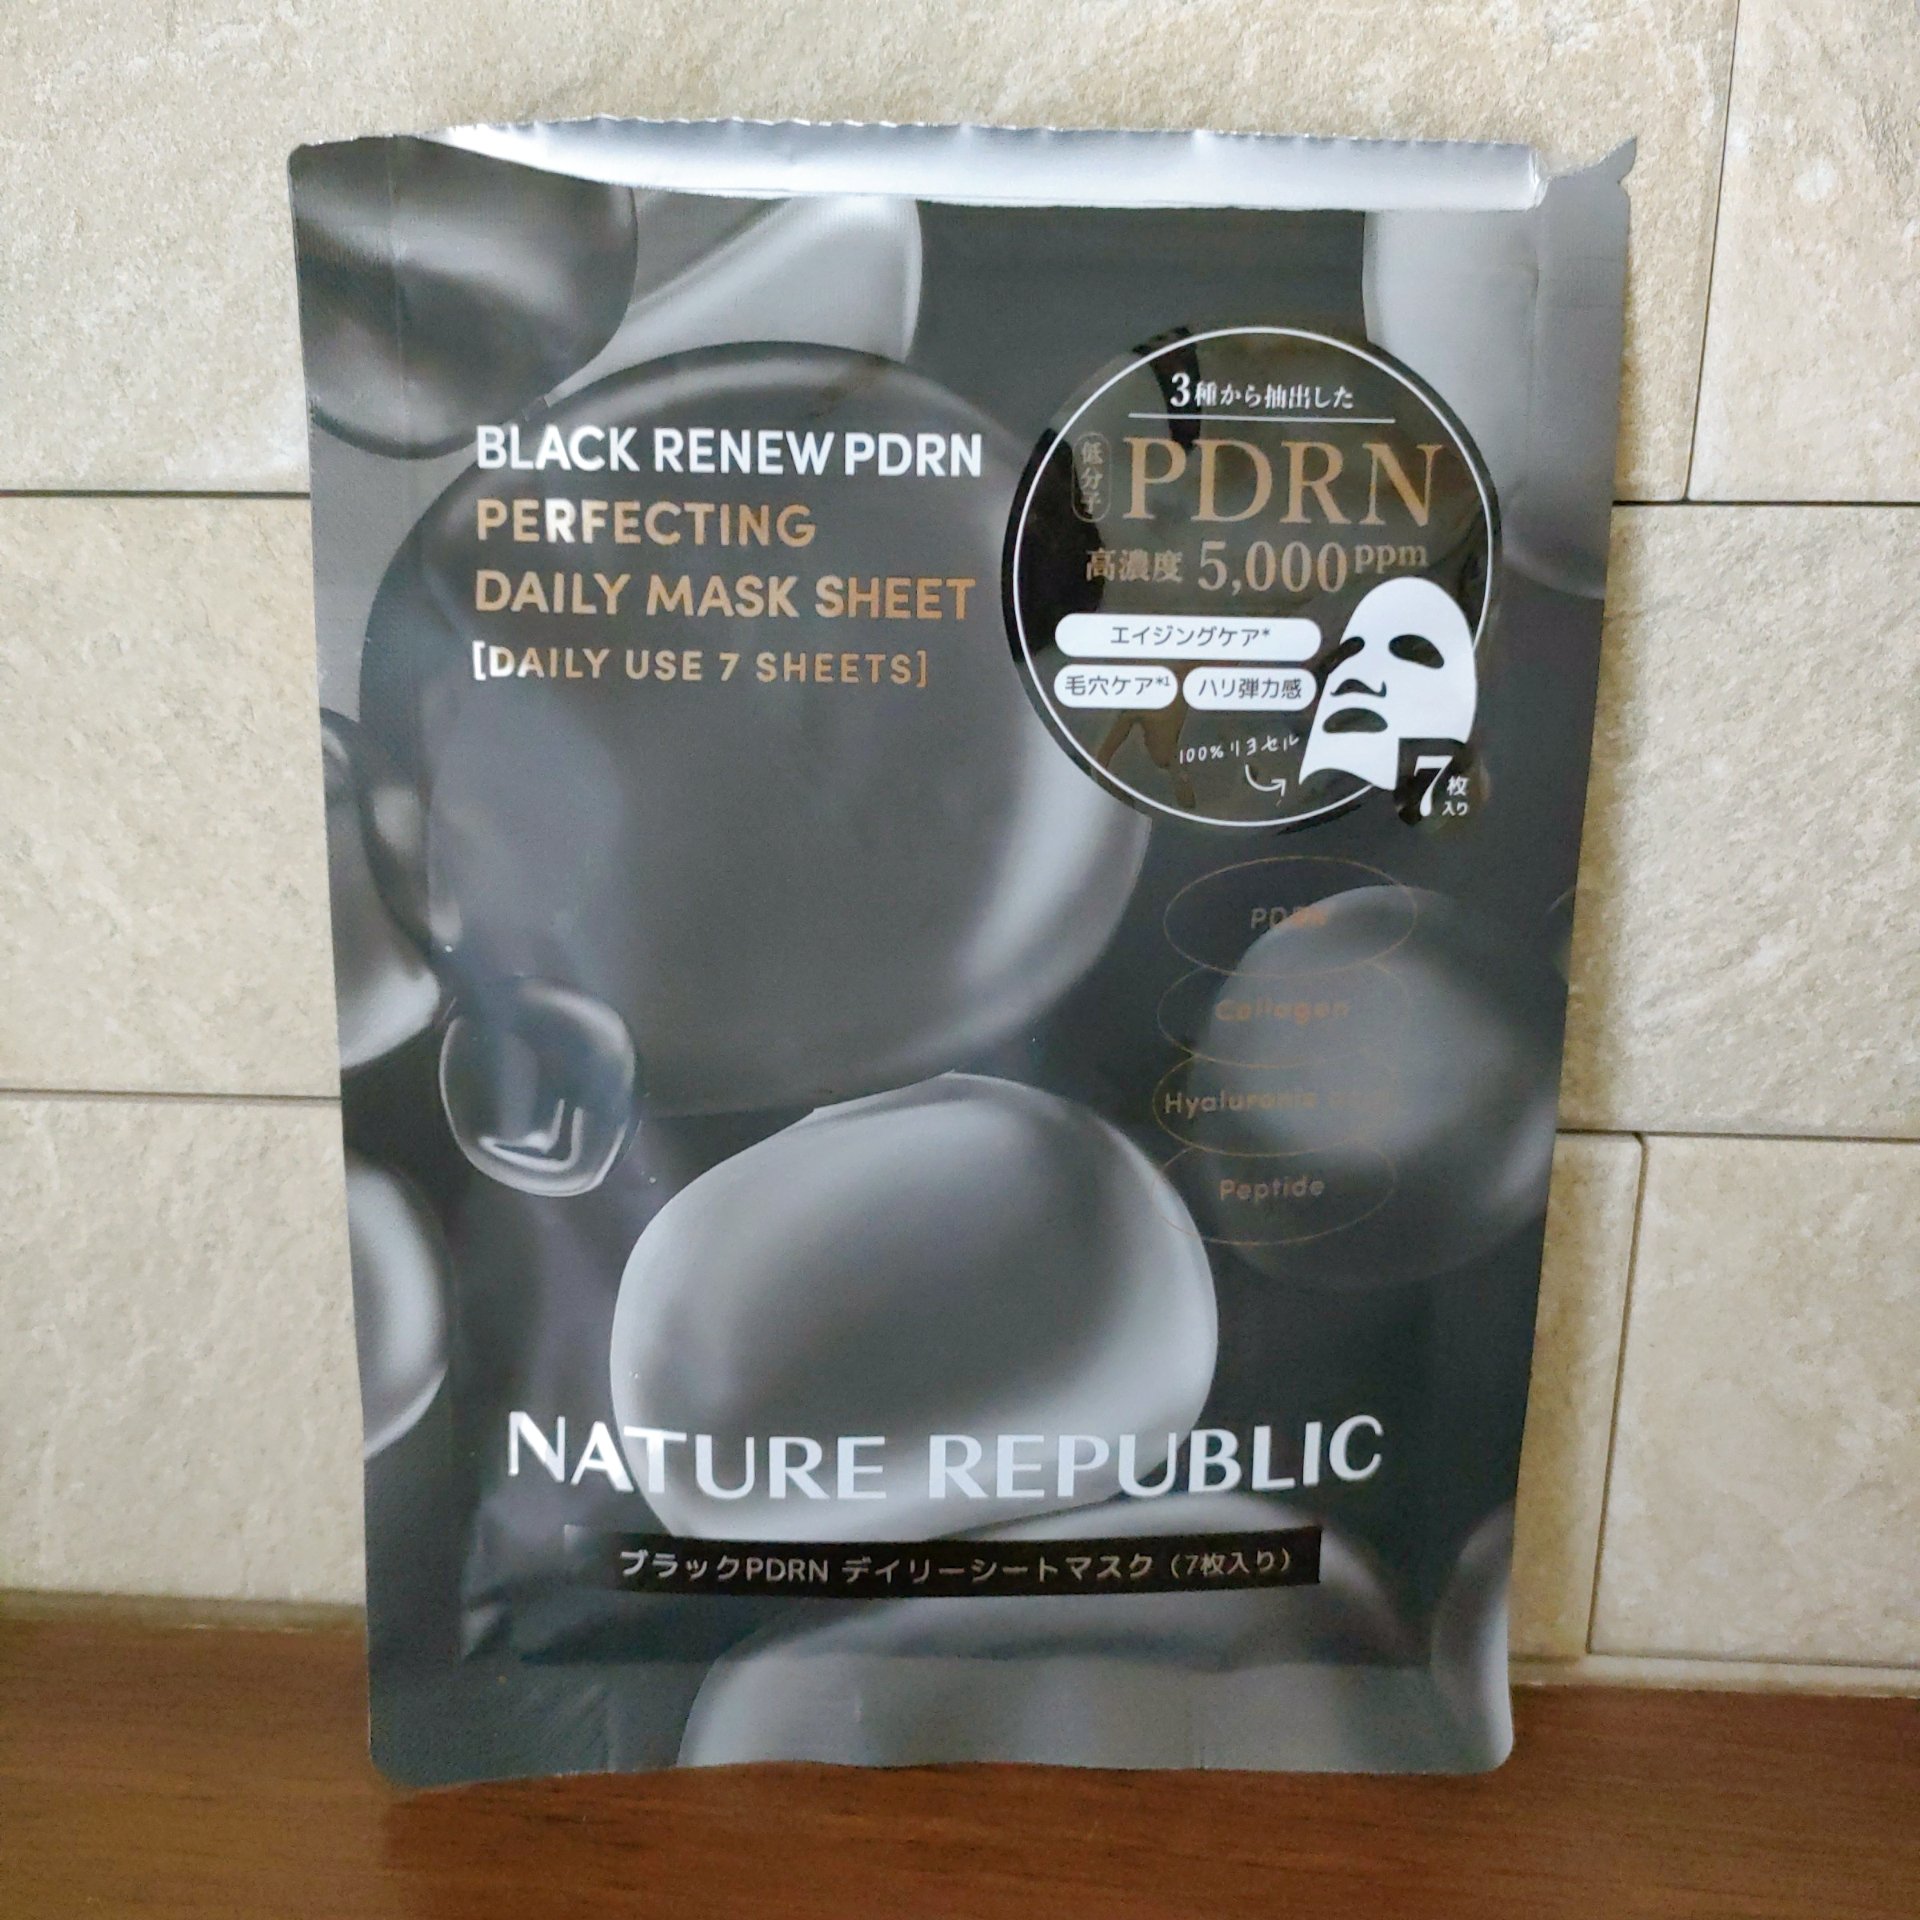 BLACK RENEW PDRN
PERFECTING
DAILY MASK SHEET
[DAILY USE 7 SHEETS]
3種から抽出した
低分子
PDRN
高濃度 5,000ppm
エイジングケア*
毛穴ケア*1 ハリ弾力感
100%リヨセル
7枚入り
PDRN
Collagen
Hyaluronic
Peptide
NATURE REPUBLIC
ブラックPDRN デイリーシートマスク（7枚入り）